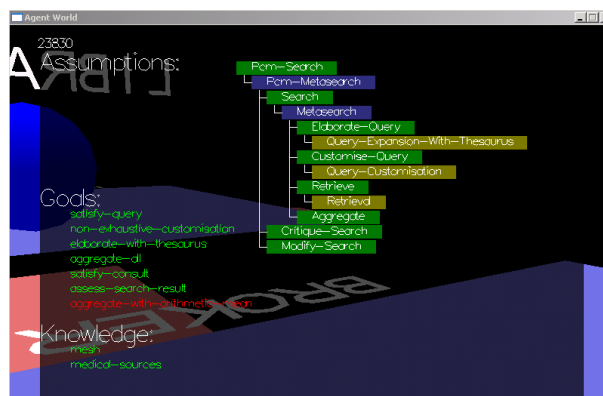 Agent World
23830
A
LIBR
Assumptions:
Pcm-Search
Pcm-Metasearch
Search
Metasearch
Elaborate-Query
Query-Expansion-With-Thesaurus
Customise-Query
Query-Customisation
Retrieve
Retrieval
Aggregate
Critique-Search
Modify-Search
Goals:
satisfy-query
non-exhaustive-customisation
elaborate-with-thesaurus
aggregate-all
satisfy-consult
assess-search-result
aggregate-with-arithmetic-mean
BROKER
Knowledge:
mesh
medical-sources